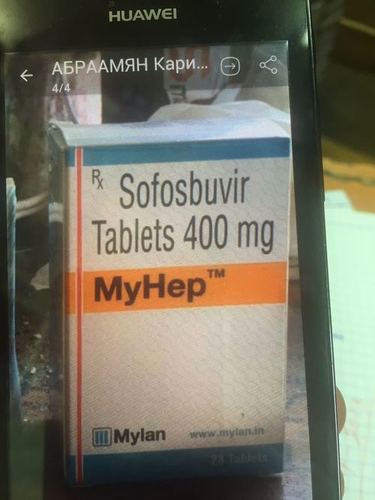 HUAWEI
АБРААМЯН Кари...
4/4
Rx Sofosbuvir
Tablets 400 mg
MyHep™
Mylan www.mylan.in
28 Tablets